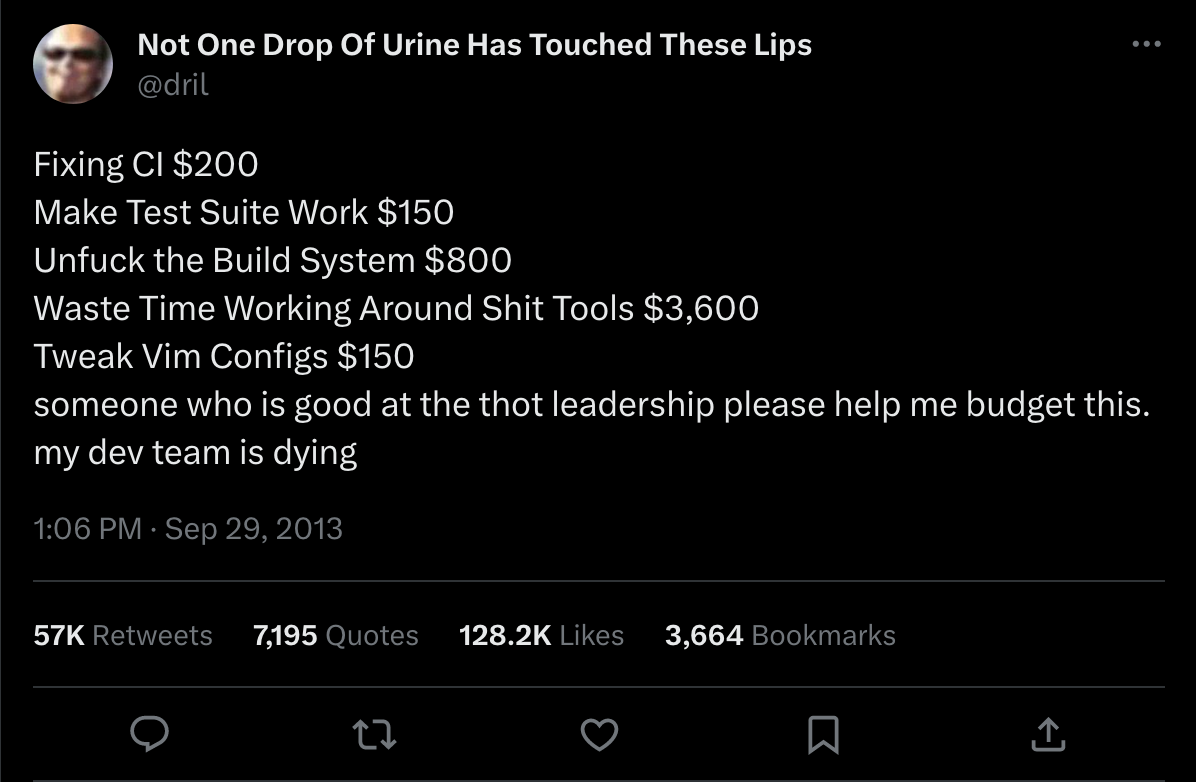 Not One Drop Of Urine Has Touched These Lips
@dril
Fixing CI $200
Make Test Suite Work $150
Unfuck the Build System $800
Waste Time Working Around Shit Tools $3,600
Tweak Vim Configs $150
someone who is good at the thot leadership please help me budget this.
my dev team is dying
1:06 PM · Sep 29, 2013
57K Retweets 7,195 Quotes 128.2K Likes 3,664 Bookmarks